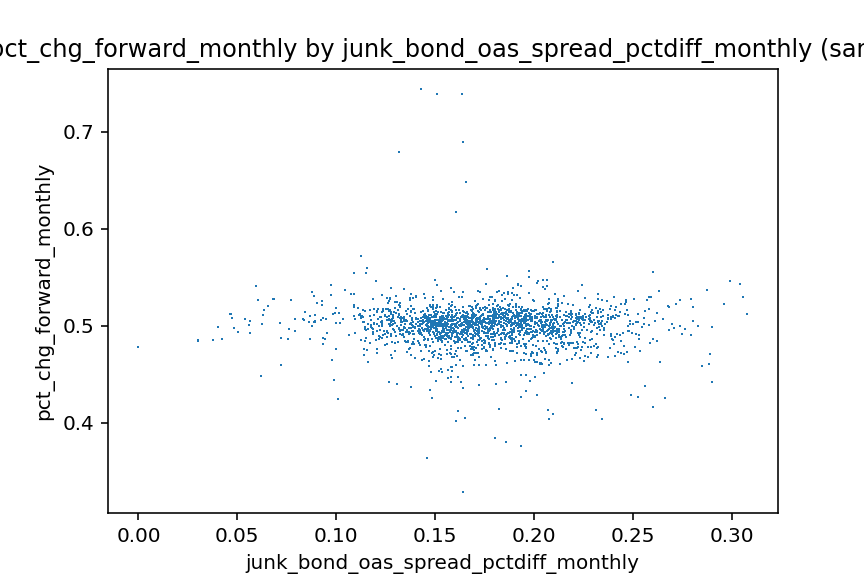 pct_chg_forward_monthly by junk_bond_oas_spread_pctdiff_monthly (sam
0.7
0.6
0.5
0.4
pct_chg_forward_monthly
0.00 0.05 0.10 0.15 0.20 0.25 0.30
junk_bond_oas_spread_pctdiff_monthly